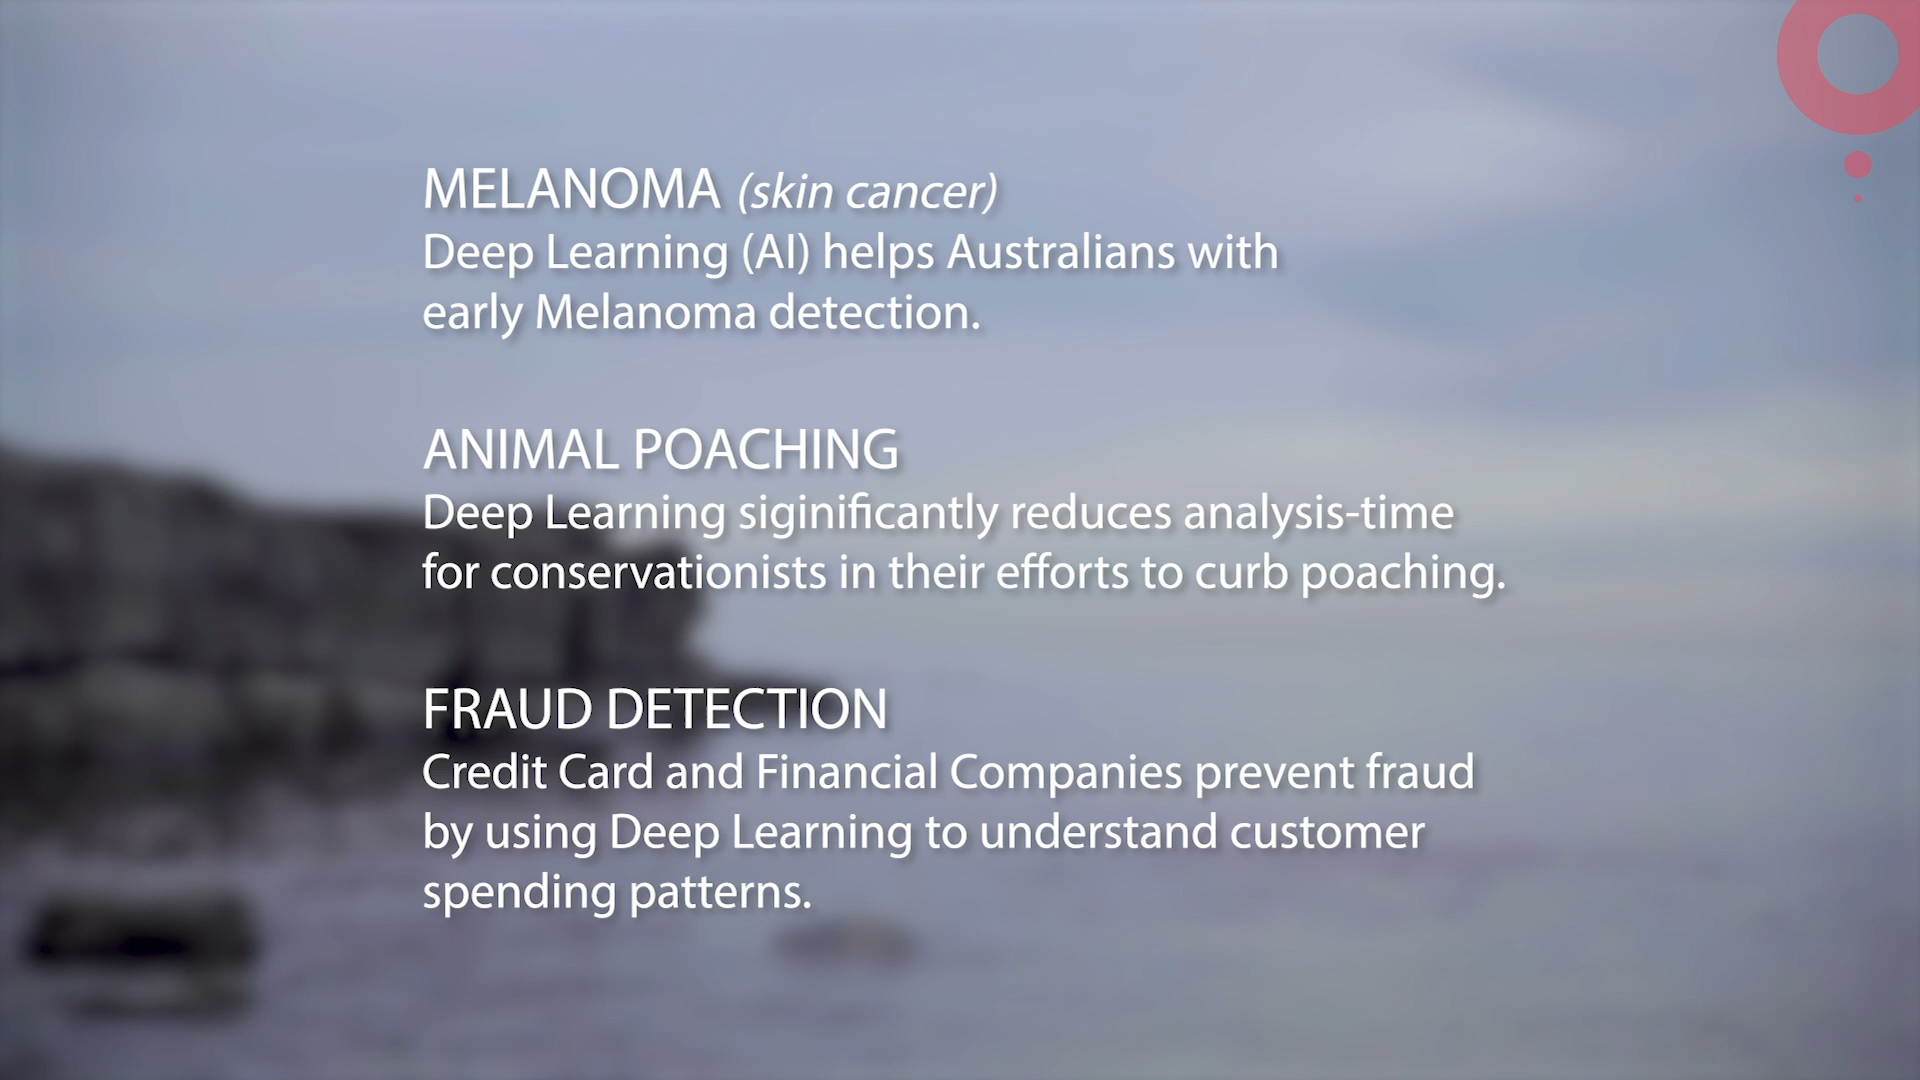 MELANOMA (skin cancer)
Deep Learning (AI) helps Australians with
early Melanoma detection.
ANIMAL POACHING
Deep Learning siginificantly reduces analysis-time
for conservationists in their efforts to curb poaching.
FRAUD DETECTION
Credit Card and Financial Companies prevent fraud
by using Deep Learning to understand customer
spending patterns.